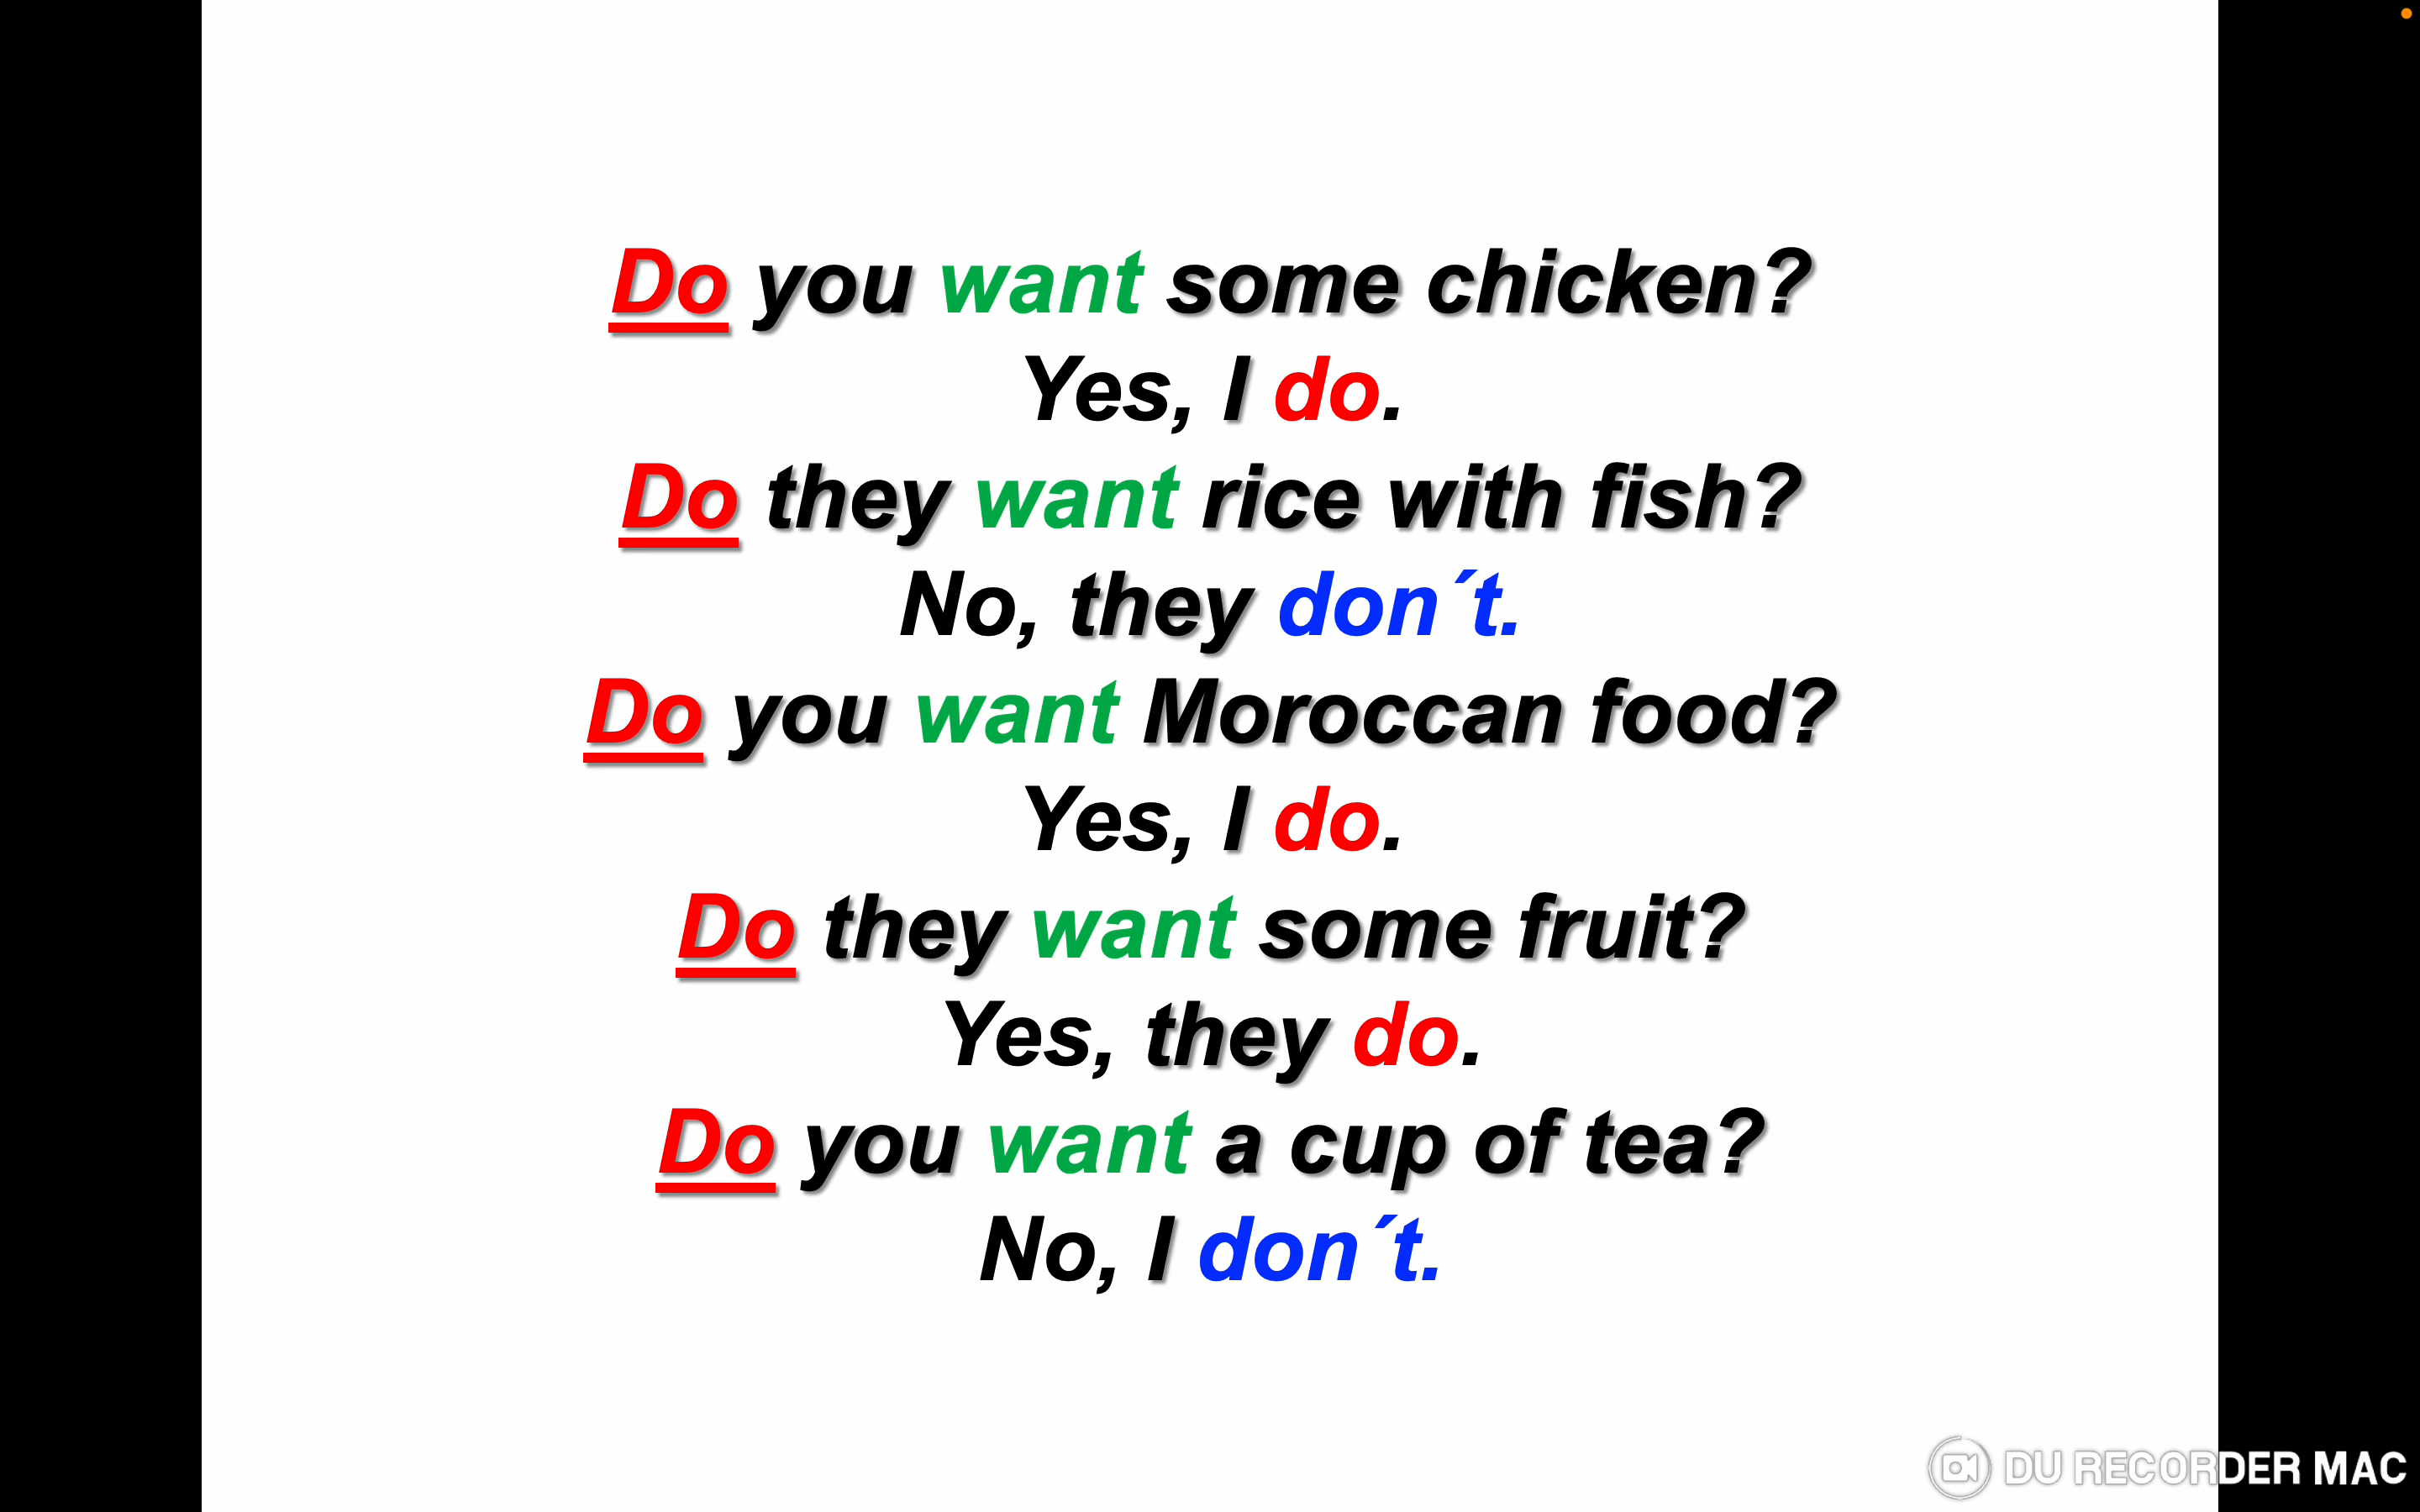 Do you want some chicken?
Yes, I do.
Do they want rice with fish?
No, they don´t.
Do you want Moroccan food?
Yes, I do.
Do they want some fruit?
Yes, they do.
Do you want a cup of tea?
No, I don´t.
DU RECORDER MAC